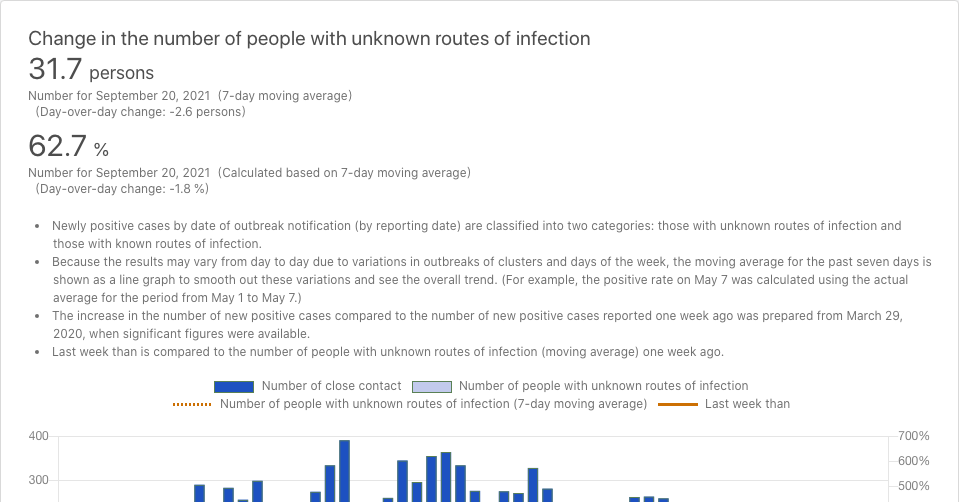 Change in the number of people with unknown routes of infection
31.7 persons
Number for September 20, 2021  (7-day moving average)
(Day-over-day change: -2.6 persons)
62.7 %
Number for September 20, 2021  (Calculated based on 7-day moving average)
(Day-over-day change: -1.8 %)
• Newly positive cases by date of outbreak notification (by reporting date) are classified into two categories: those with unknown routes of infection and
those with known routes of infection.
• Because the results may vary from day to day due to variations in outbreaks of clusters and days of the week, the moving average for the past seven days is
shown as a line graph to smooth out these variations and see the overall trend. (For example, the positive rate on May 7 was calculated using the actual
average for the period from May 1 to May 7.)
• The increase in the number of new positive cases compared to the number of new positive cases reported one week ago was prepared from March 29,
2020, when significant figures were available.
• Last week than is compared to the number of people with unknown routes of infection (moving average) one week ago.
Number of close contact Number of people with unknown routes of infection
Number of people with unknown routes of infection (7-day moving average) Last week than
400 700%
600%
300 500%